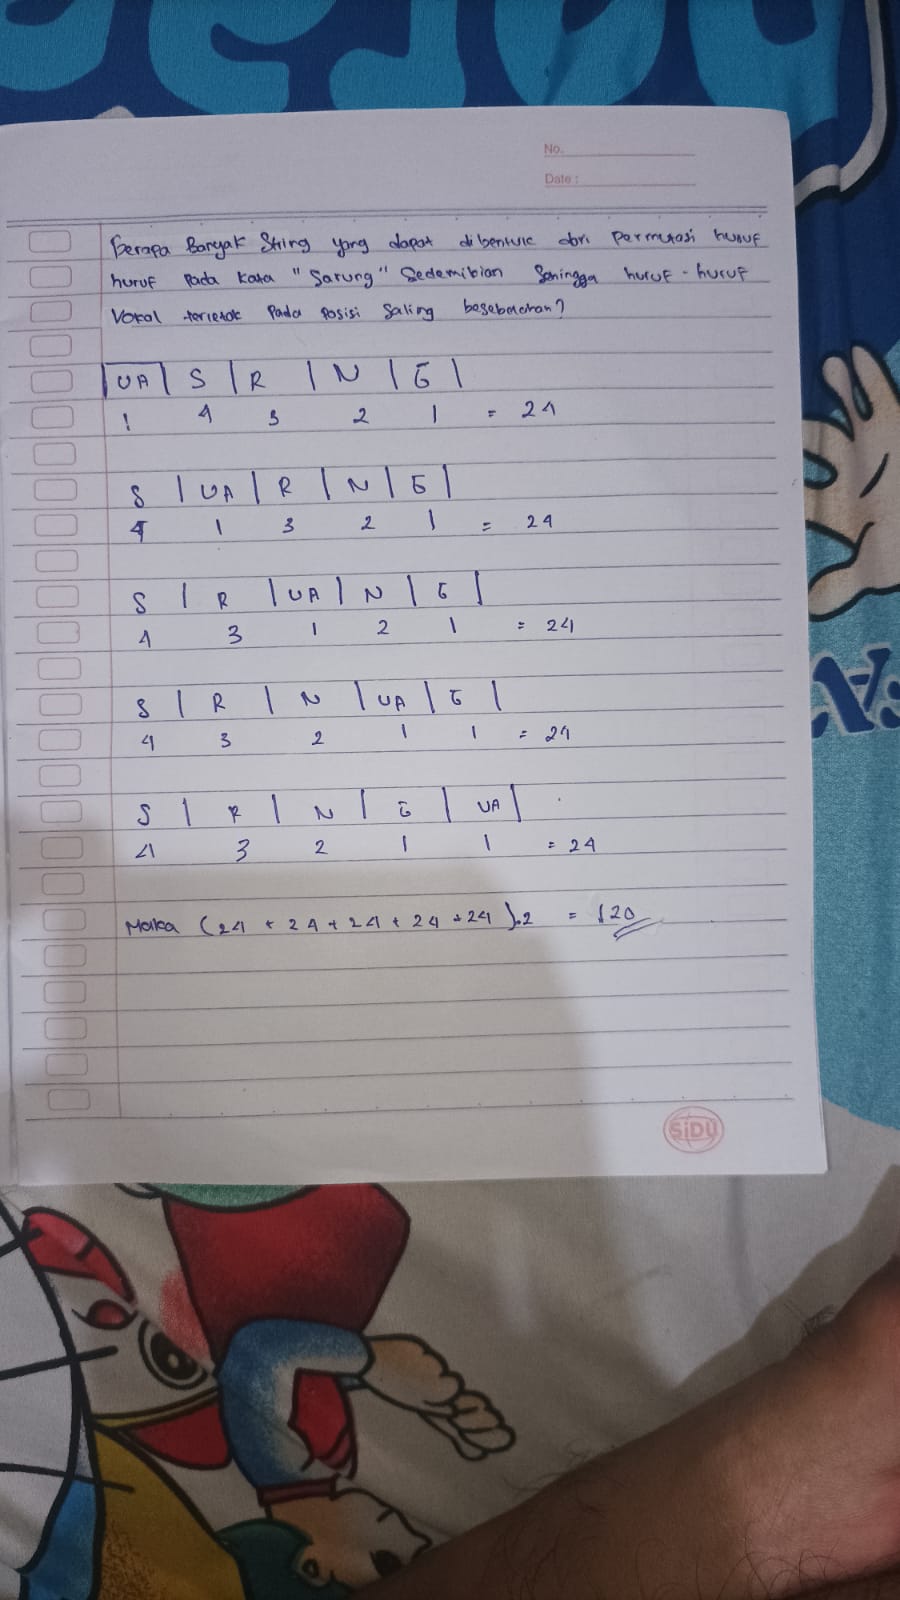 No.
Date :
Berapa Banyak String yang dapat dibentuk dari Permutasi huruf
huruf Pada Kata "Sarung" Sedemikian Sehingga huruf - huruf
Vokal terletak Pada Posisi Saling besebelahan?
UA | S | R | N | G |
1 4 3 2 1 = 24
S | UA | R | N | G |
4 1 3 2 1 = 24
S | R | UA | N | G |
4 3 1 2 1 = 24
S | R | N | UA | G |
4 3 2 1 1 = 24
S | R | N | G | UA |
4 3 2 1 1 = 24
Maka (24 + 24 + 24 + 24 + 24).2 = 120
SiDU